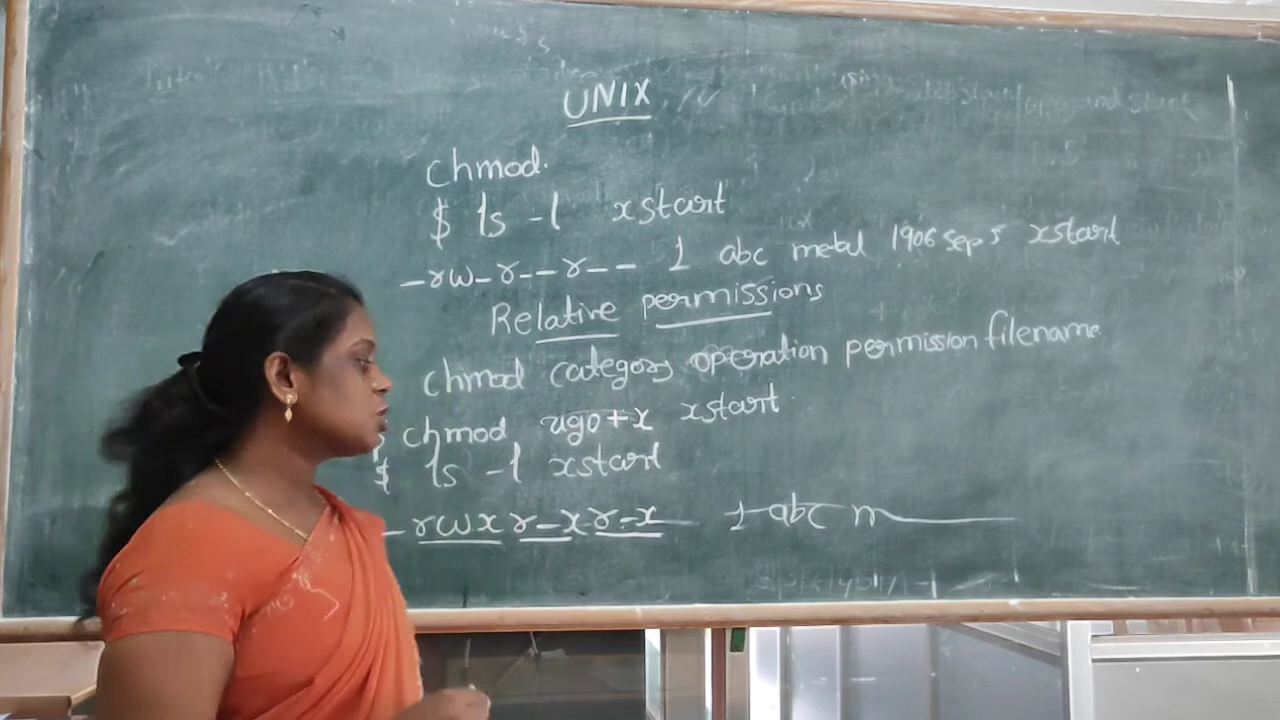 UNIX
chmod.
$ ls -l xstart
-rw-r--r-- 1 abc metal 1906 sep 5 xstart
Relative permissions
chmod category operation permission filename
$ chmod ugo+x xstart
$ ls -l xstart
-rwxr-xr-x 1 abc m